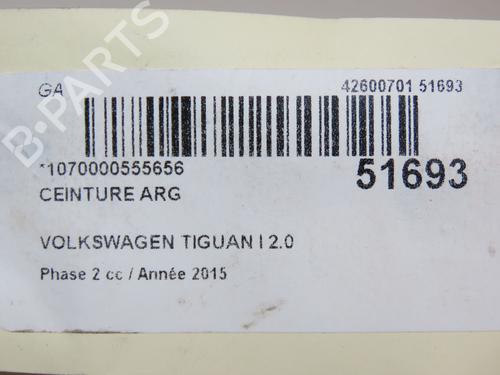 B-PARTS
GA
42600701 51693
*1070000555656
51693
CEINTURE ARG
VOLKSWAGEN TIGUAN I 2.0
Phase 2 cc / Année 2015